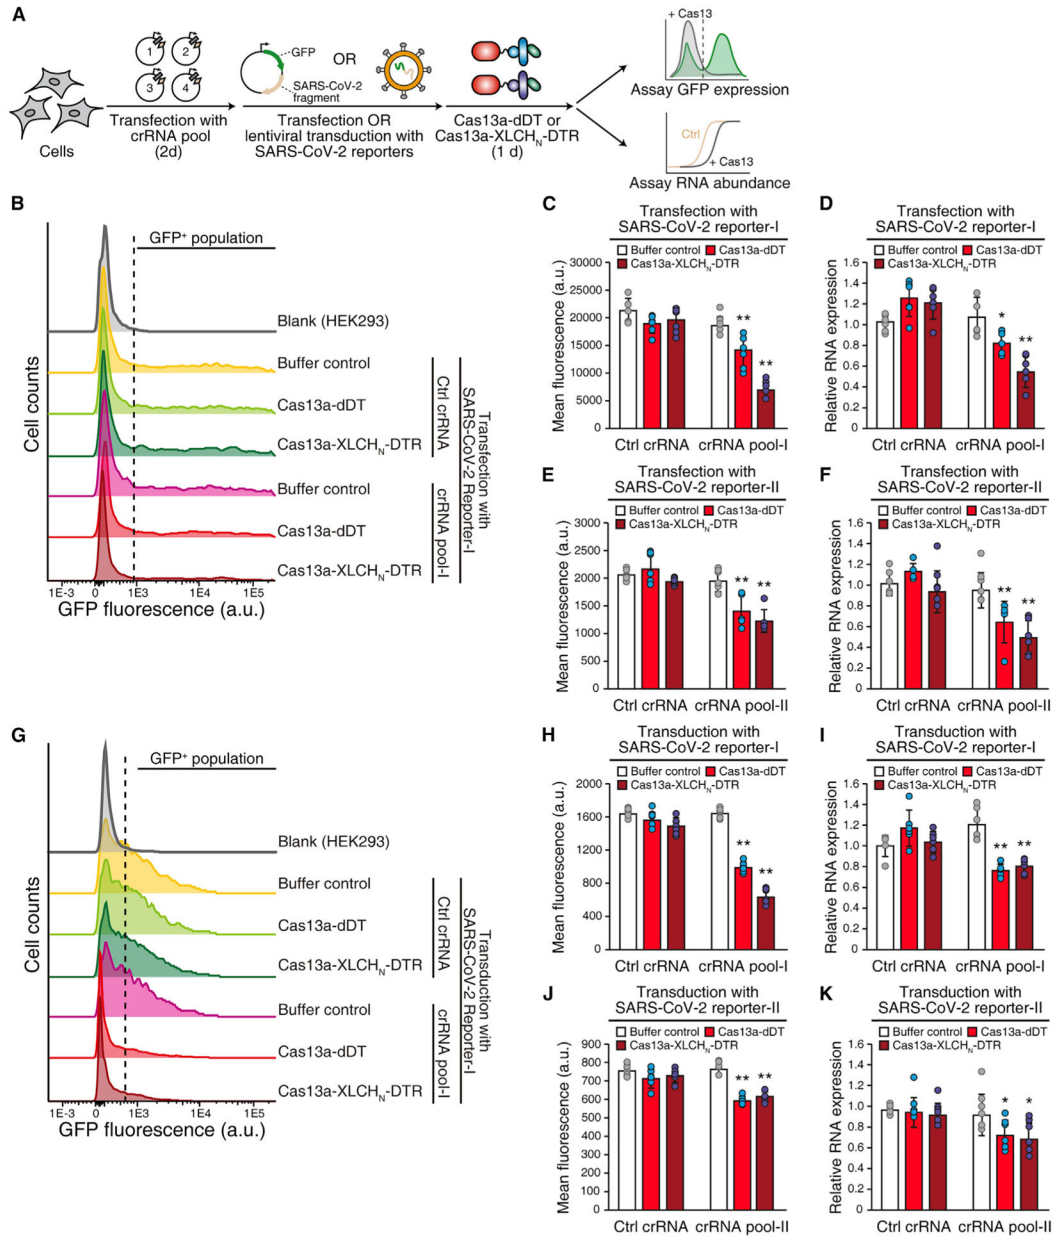 A
1
2
3
4
Transfection with
crRNA pool
(2d)
Cells
GFP
OR
SARS-CoV-2
fragment
Transfection OR
lentiviral transduction with
SARS-CoV-2 reporters
Cas13a-dDT or
Cas13a-XLCHN-DTR
(1 d)
+ Cas13
Assay GFP expression
Ctrl
+ Cas13
Assay RNA abundance
B
GFP+ population
Cell counts
Blank (HEK293)
Buffer control
Cas13a-dDT
Cas13a-XLCHN-DTR
Buffer control
Cas13a-dDT
Cas13a-XLCHN-DTR
Ctrl crRNA
crRNA pool-I
Transfection with
SARS-CoV-2 Reporter-I
-1E-3 0 1E3 1E4 1E5
GFP fluorescence (a.u.)
C
Transfection with
SARS-CoV-2 reporter-I
Buffer control Cas13a-dDT
Cas13a-XLCHN-DTR
Mean fluorescence (a.u.)
30000
25000
20000
15000
10000
5000
0
**
**
Ctrl crRNA crRNA pool-I
D
Transfection with
SARS-CoV-2 reporter-I
Buffer control Cas13a-dDT
Cas13a-XLCHN-DTR
Relative RNA expression
1.6
1.4
1.2
1.0
0.8
0.6
0.4
0.2
0
*
**
Ctrl crRNA crRNA pool-I
E
Transfection with
SARS-CoV-2 reporter-II
Buffer control Cas13a-dDT
Cas13a-XLCHN-DTR
Mean fluorescence (a.u.)
3000
2500
2000
1500
1000
500
0
** **
Ctrl crRNA crRNA pool-II
F
Transfection with
SARS-CoV-2 reporter-II
Buffer control Cas13a-dDT
Cas13a-XLCHN-DTR
Relative RNA expression
1.6
1.4
1.2
1.0
0.8
0.6
0.4
0.2
0
**
**
Ctrl crRNA crRNA pool-II
G
GFP+ population
Cell counts
Blank (HEK293)
Buffer control
Cas13a-dDT
Cas13a-XLCHN-DTR
Buffer control
Cas13a-dDT
Cas13a-XLCHN-DTR
Ctrl crRNA
crRNA pool-I
Transduction with
SARS-CoV-2 Reporter-I
-1E-3 0 1E3 1E4 1E5
GFP fluorescence (a.u.)
H
Transduction with
SARS-CoV-2 reporter-I
Buffer control Cas13a-dDT
Cas13a-XLCHN-DTR
Mean fluorescence (a.u.)
2000
1600
1200
800
400
0
**
**
Ctrl crRNA crRNA pool-I
I
Transduction with
SARS-CoV-2 reporter-I
Buffer control Cas13a-dDT
Cas13a-XLCHN-DTR
Relative RNA expression
1.6
1.4
1.2
1.0
0.8
0.6
0.4
0.2
0
** **
Ctrl crRNA crRNA pool-I
J
Transduction with
SARS-CoV-2 reporter-II
Buffer control Cas13a-dDT
Cas13a-XLCHN-DTR
Mean fluorescence (a.u.)
900
800
700
600
500
400
300
200
100
0
** **
Ctrl crRNA crRNA pool-II
K
Transduction with
SARS-CoV-2 reporter-II
Buffer control Cas13a-dDT
Cas13a-XLCHN-DTR
Relative RNA expression
1.6
1.4
1.2
1.0
0.8
0.6
0.4
0.2
0
* *
Ctrl crRNA crRNA pool-II